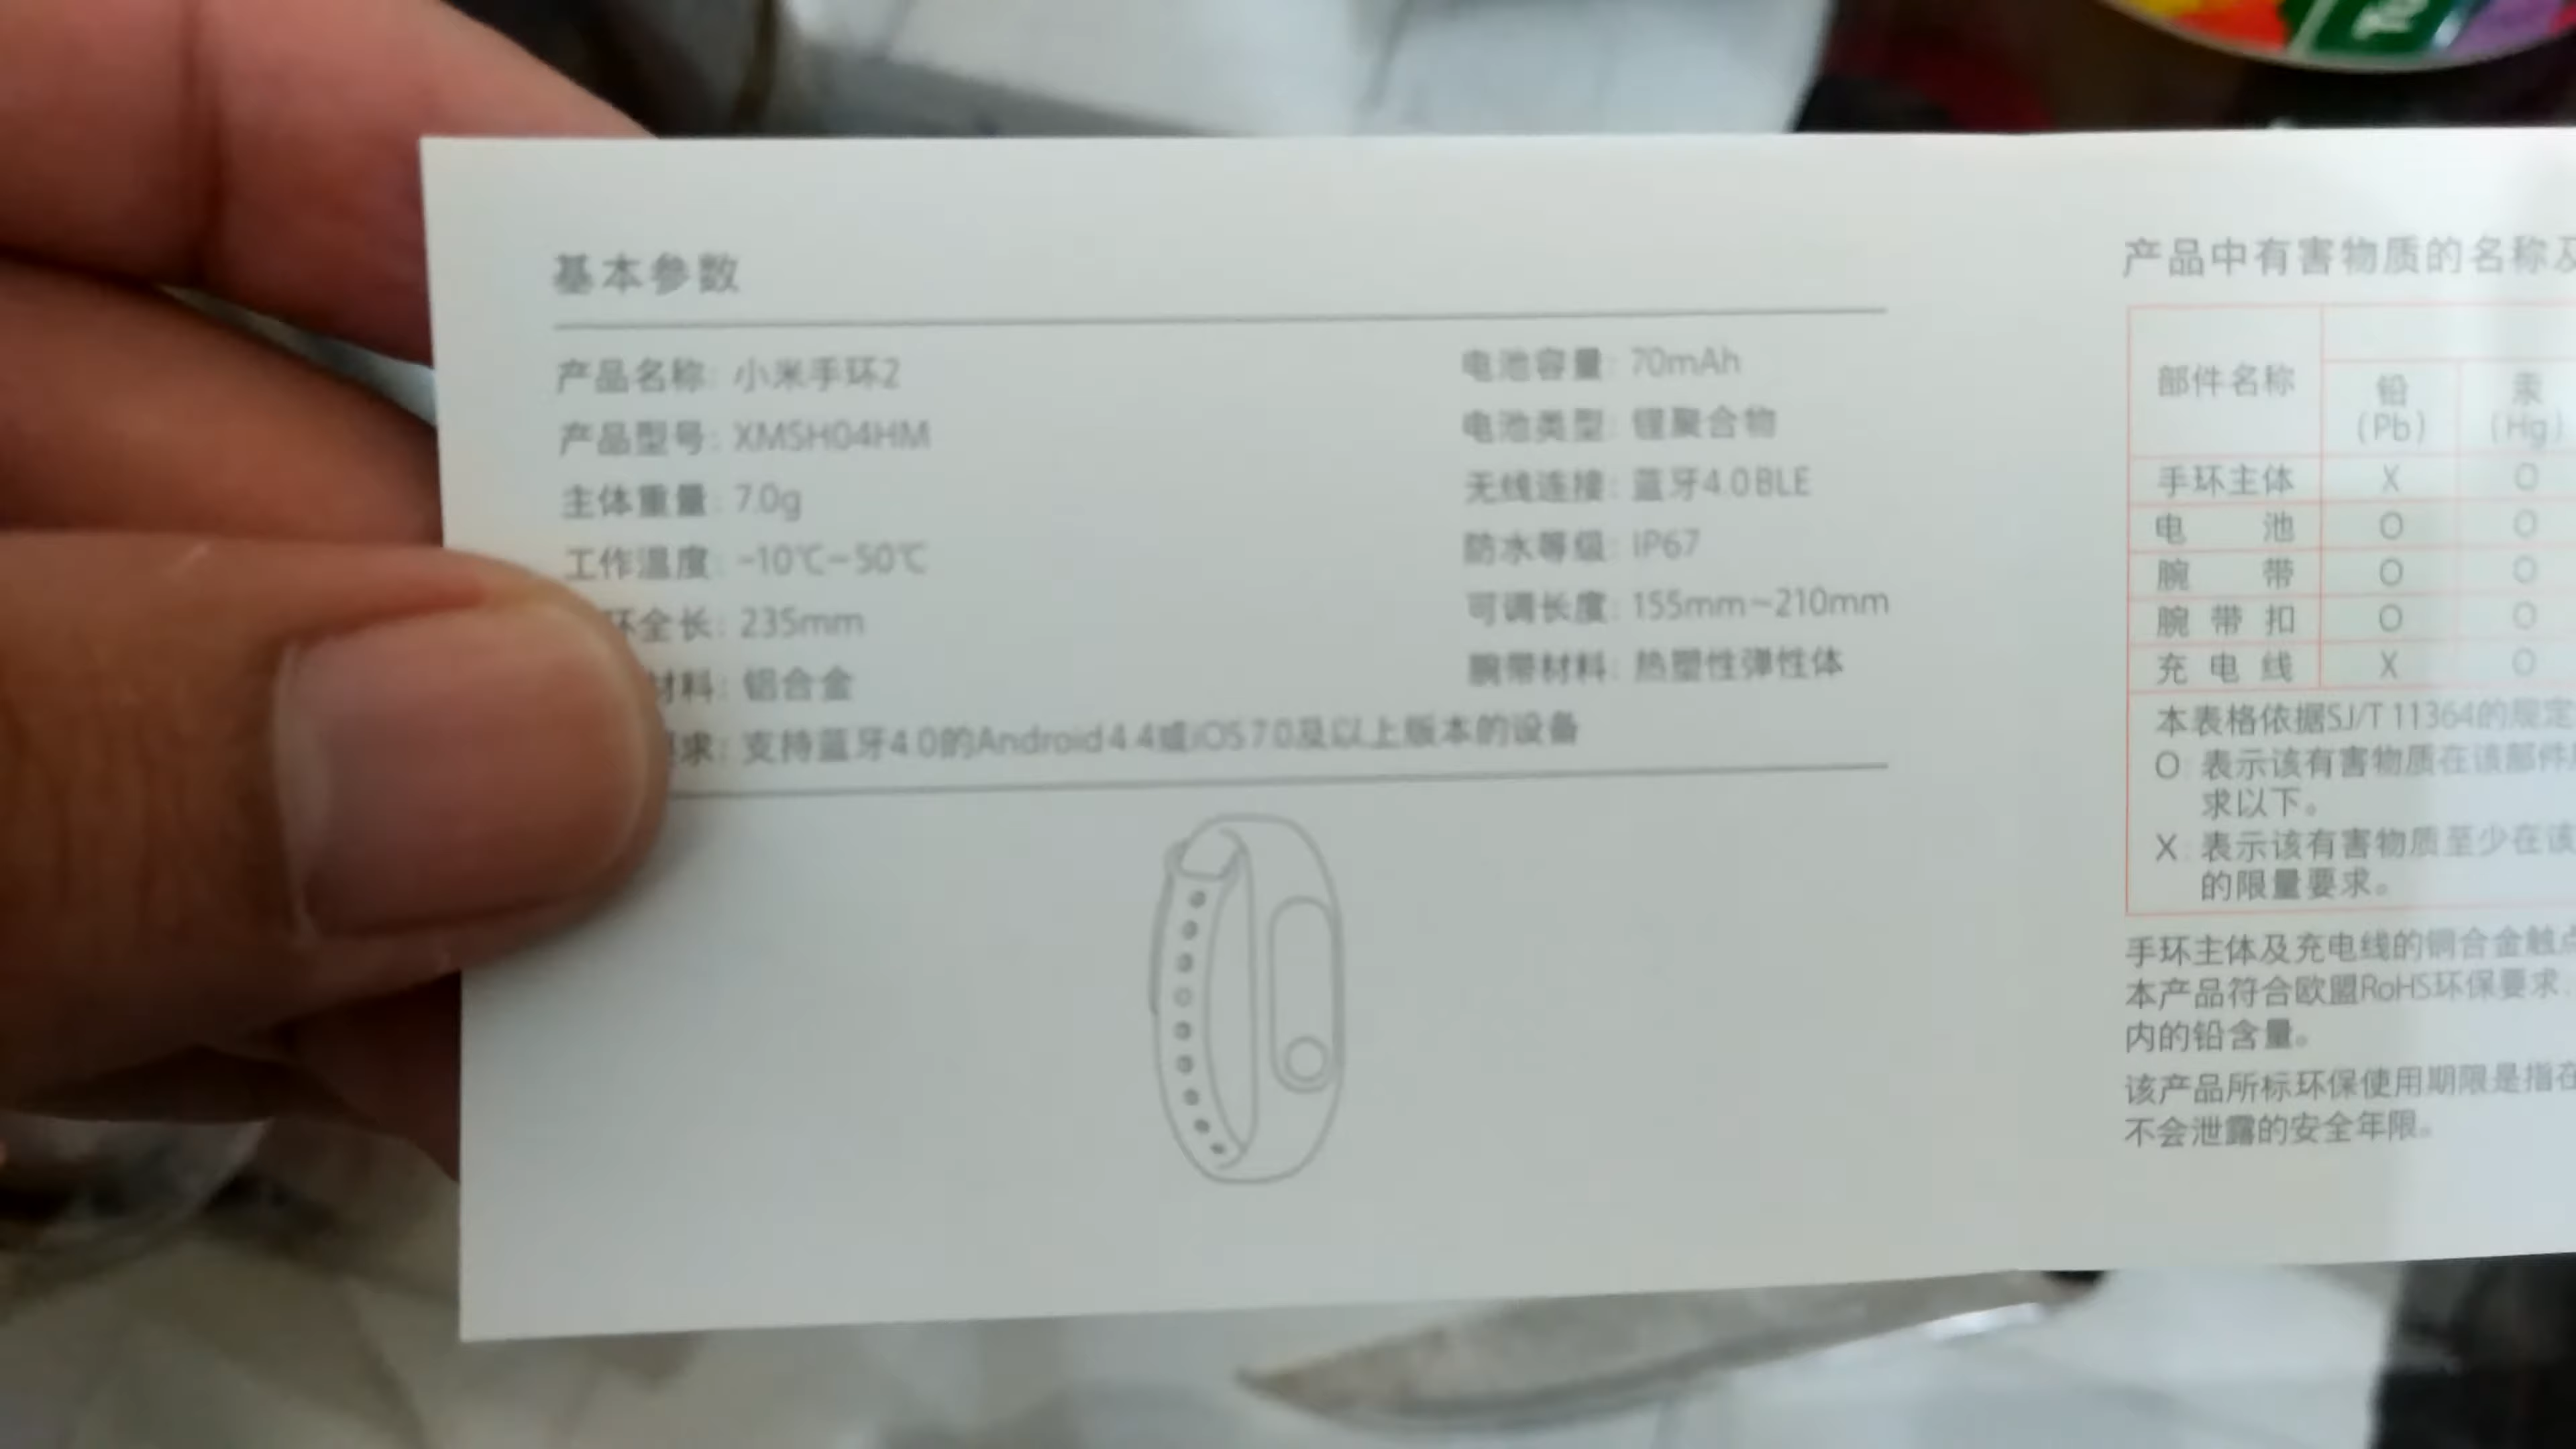 基本参数
产品名称: 小米手环2
产品型号: XMSH04HM
主体重量: 7.0g
工作温度: -10℃~50℃
环全长: 235mm
材料: 铝合金
求: 支持蓝牙4.0的Android4.4或iOS7.0及以上版本的设备
电池容量: 70mAh
电池类型: 锂聚合物
无线连接: 蓝牙4.0BLE
防水等级: IP67
可调长度: 155mm~210mm
腕带材料: 热塑性弹性体
产品中有害物质的名称及
部件名称 铅(Pb) 汞(Hg)
手环主体 X O
电池 O O
腕带 O O
腕带扣 O O
充电线 X O
本表格依据SJ/T 11364的规定
O: 表示该有害物质在该部件
求以下。
X: 表示该有害物质至少在该
的限量要求。
手环主体及充电线的铜合金触点
本产品符合欧盟RoHS环保要求,
内的铅含量。
该产品所标环保使用期限是指在
不会泄露的安全年限。